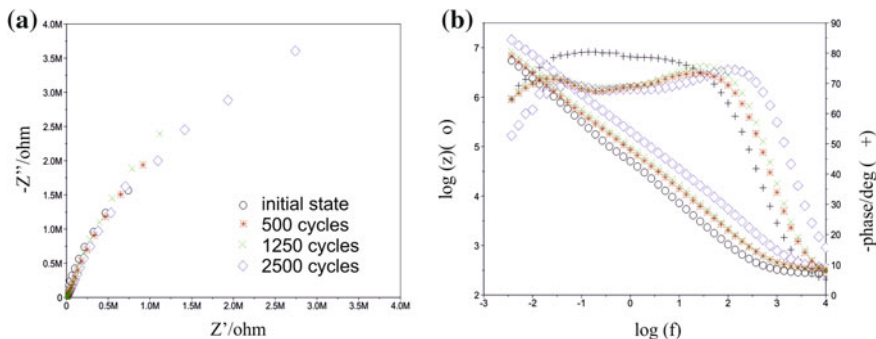 (a)
4.0M
3.5M
3.0M
2.5M
2.0M
1.5M
1.0M
0.5M
0
-Z''/ohm
initial state
500 cycles
1250 cycles
2500 cycles
0 0.5M 1.0M 1.5M 2.0M 2.5M 3.0M 3.5M 4.0M
Z'/ohm
(b)
7
6
5
4
3
2
log (z)( o)
-3 -2 -1 0 1 2 3 4
log (f)
90
80
70
60
50
40
30
20
10
0
-phase/deg ( +)